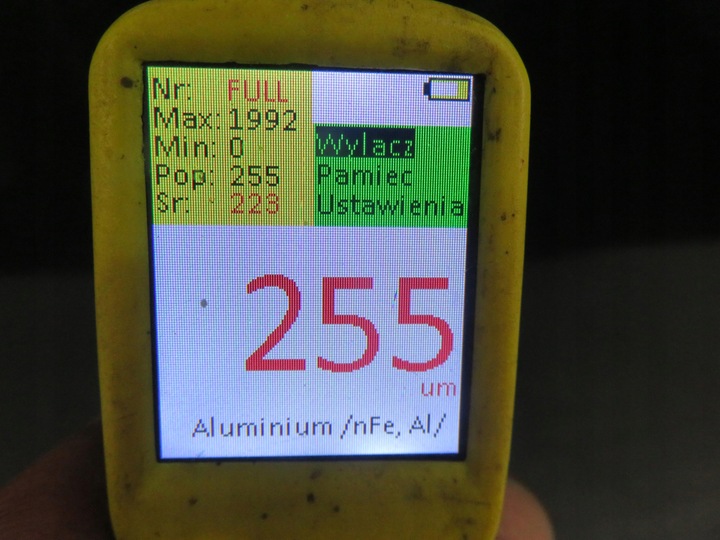 Nr: FULL
Max: 1992
Min: 0
Pop: 255
Sr: 223
Wylacz
Pamiec
Ustawienia
255
um
Aluminium /nFe, Al/